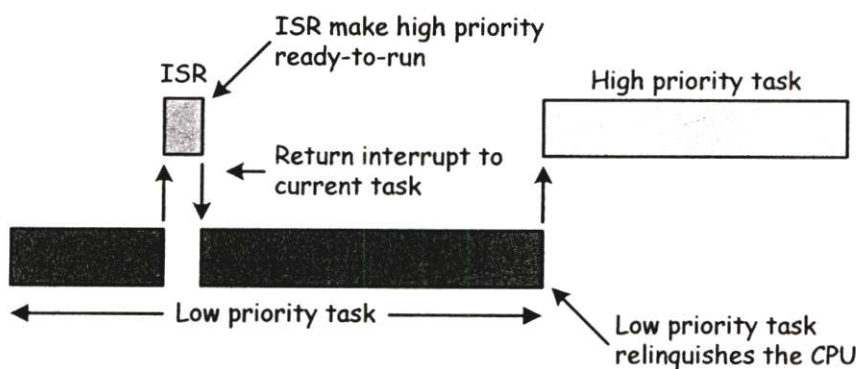 ISR make high priority
ready-to-run
ISR
High priority task
Return interrupt to
current task
Low priority task
Low priority task
relinquishes the CPU